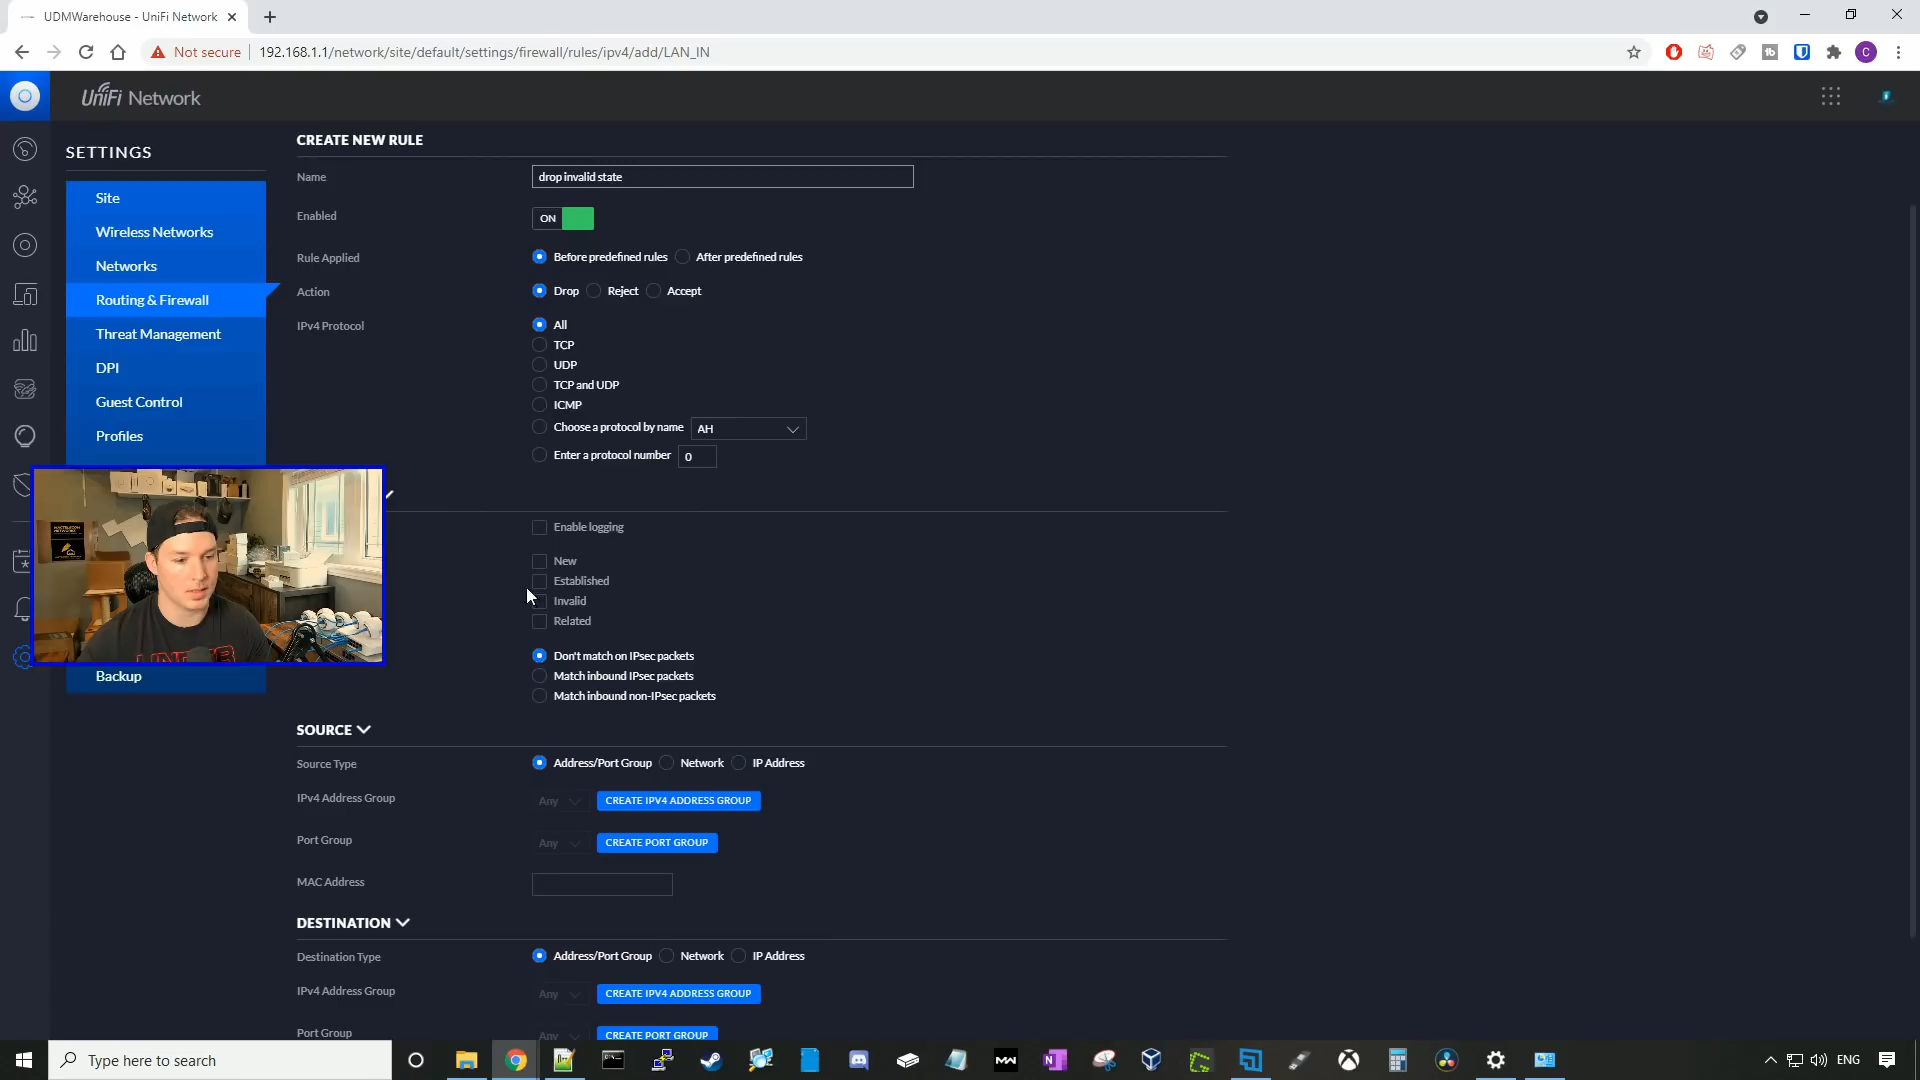 UDMWarehouse - UniFi Network
Not secure
192.168.1.1/network/site/default/settings/firewall/rules/ipv4/add/LAN_IN
C
UniFi Network
SETTINGS
Site
Wireless Networks
Networks
Routing & Firewall
Threat Management
DPI
Guest Control
Profiles
Backup
CREATE NEW RULE
Name
drop invalid state
Enabled
ON
Rule Applied
Before predefined rules
After predefined rules
Action
Drop
Reject
Accept
IPv4 Protocol
All
TCP
UDP
TCP and UDP
ICMP
Choose a protocol by name
AH
Enter a protocol number
0
Enable logging
New
Established
Invalid
Related
Don't match on IPsec packets
Match inbound IPsec packets
Match inbound non-IPsec packets
SOURCE
Source Type
Address/Port Group
Network
IP Address
IPv4 Address Group
Any
CREATE IPV4 ADDRESS GROUP
Port Group
Any
CREATE PORT GROUP
MAC Address
DESTINATION
Destination Type
Address/Port Group
Network
IP Address
IPv4 Address Group
Any
CREATE IPV4 ADDRESS GROUP
Port Group
Any
CREATE PORT GROUP
Type here to search
ENG